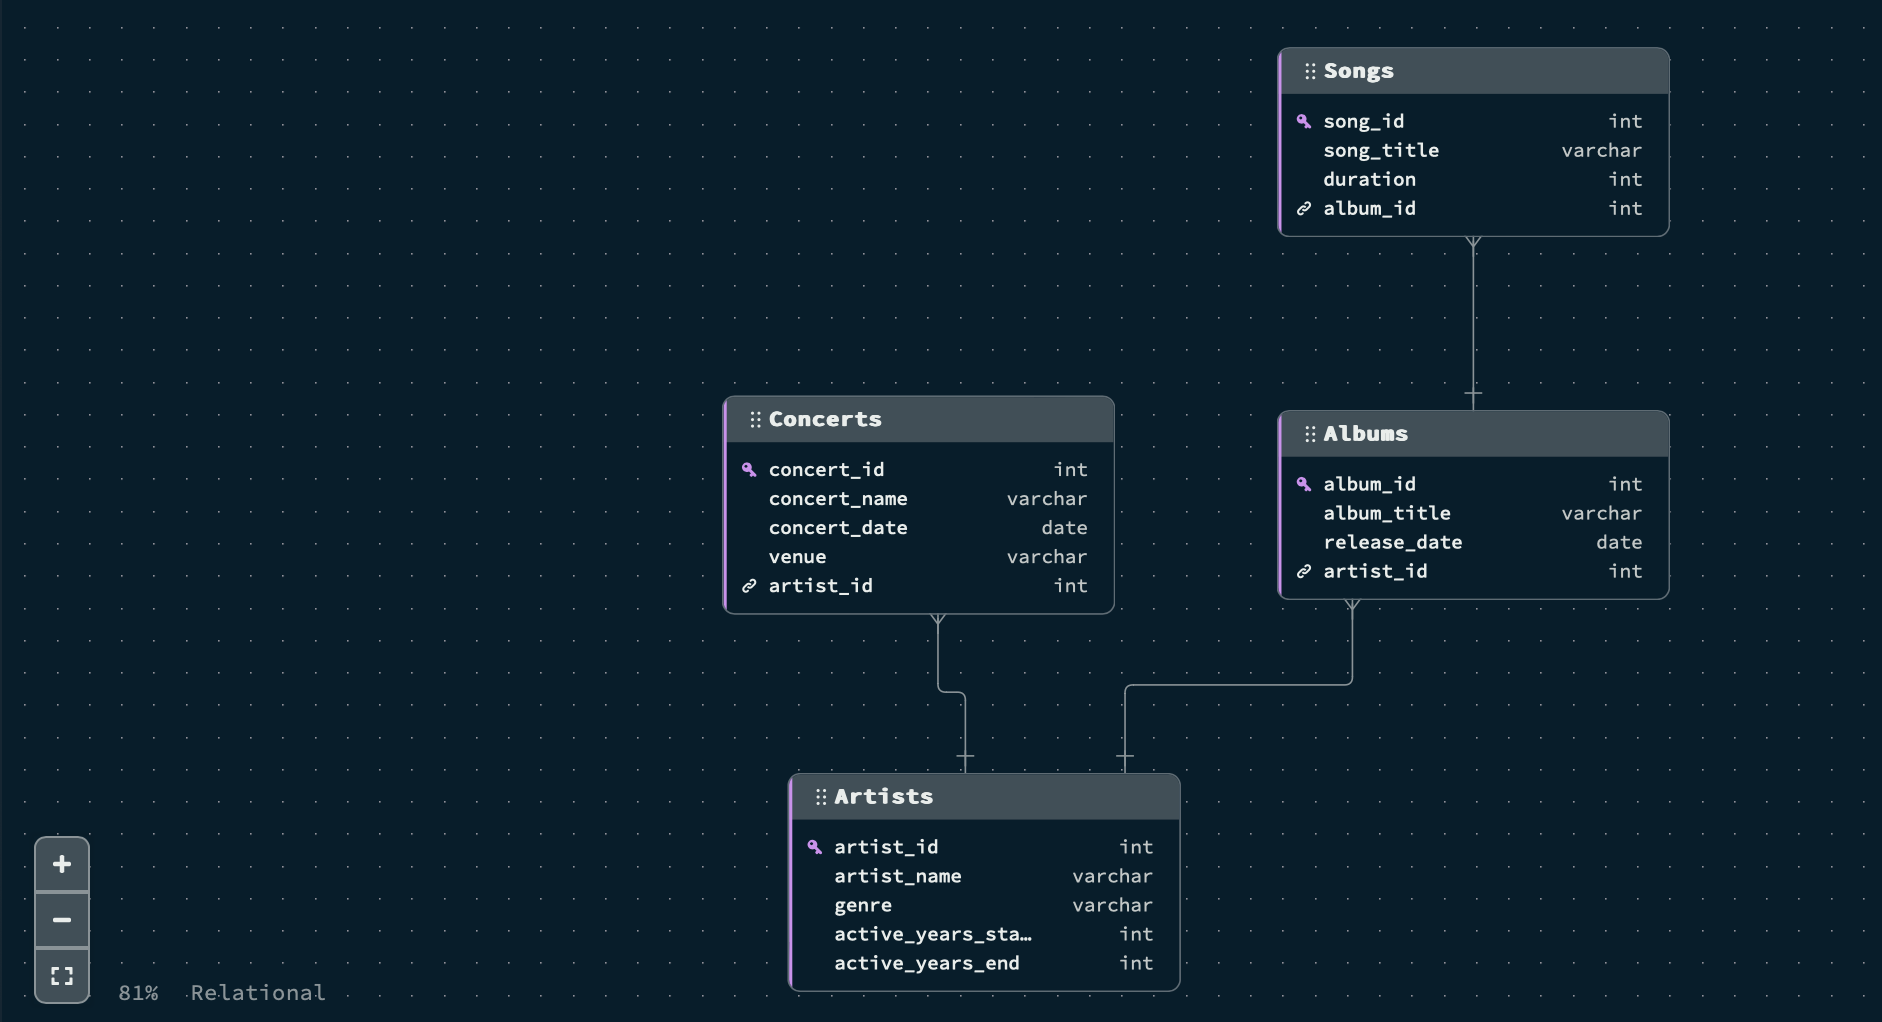 Songs
song_id int
song_title varchar
duration int
album_id int
Concerts
concert_id int
concert_name varchar
concert_date date
venue varchar
artist_id int
Albums
album_id int
album_title varchar
release_date date
artist_id int
Artists
artist_id int
artist_name varchar
genre varchar
active_years_sta… int
active_years_end int
81% Relational